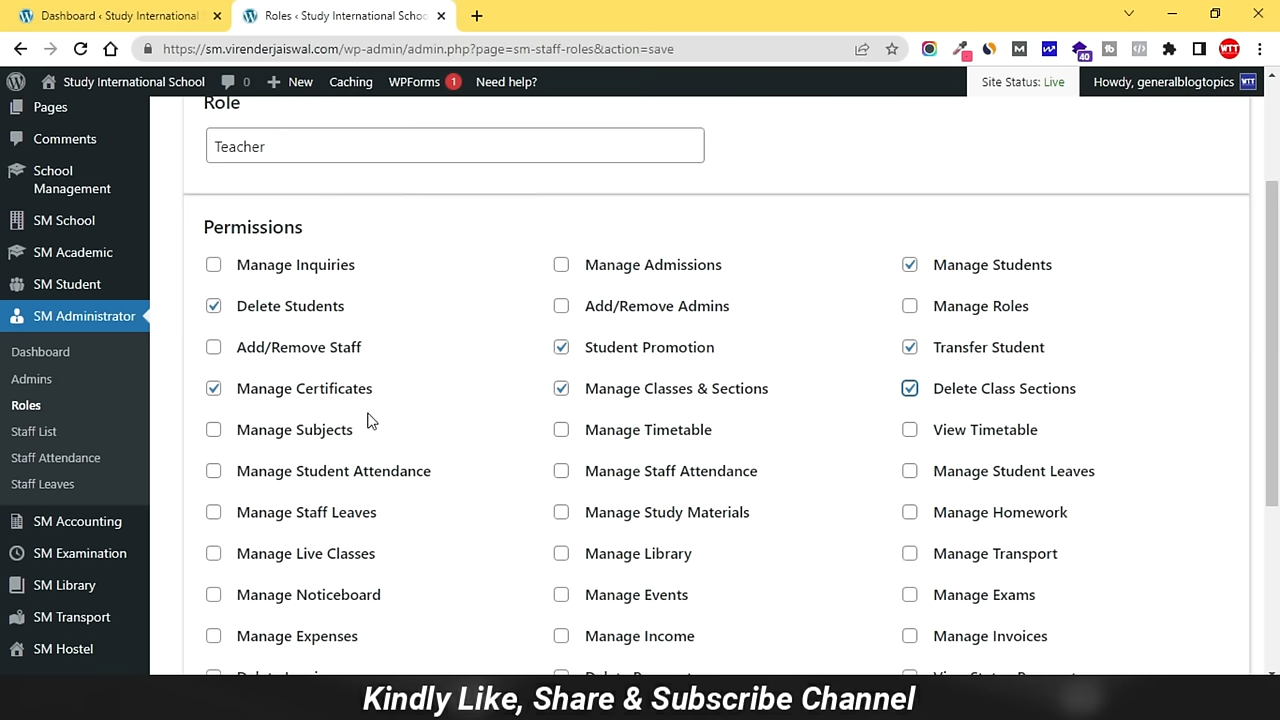 Dashboard ‹ Study International
Roles ‹ Study International Schoo
https://sm.virenderjaiswal.com/wp-admin/admin.php?page=sm-staff-roles&action=save
40
WTT
Study International School
0
New
Caching
WPForms 1
Need help?
Site Status: Live
Howdy, generalblogtopics
WTT
Pages
Comments
School Management
SM School
SM Academic
SM Student
SM Administrator
Dashboard
Admins
Roles
Staff List
Staff Attendance
Staff Leaves
SM Accounting
SM Examination
SM Library
SM Transport
SM Hostel
Role
Teacher
Permissions
Manage Inquiries
Manage Admissions
Manage Students
Delete Students
Add/Remove Admins
Manage Roles
Add/Remove Staff
Student Promotion
Transfer Student
Manage Certificates
Manage Classes & Sections
Delete Class Sections
Manage Subjects
Manage Timetable
View Timetable
Manage Student Attendance
Manage Staff Attendance
Manage Student Leaves
Manage Staff Leaves
Manage Study Materials
Manage Homework
Manage Live Classes
Manage Library
Manage Transport
Manage Noticeboard
Manage Events
Manage Exams
Manage Expenses
Manage Income
Manage Invoices
Kindly Like, Share & Subscribe Channel